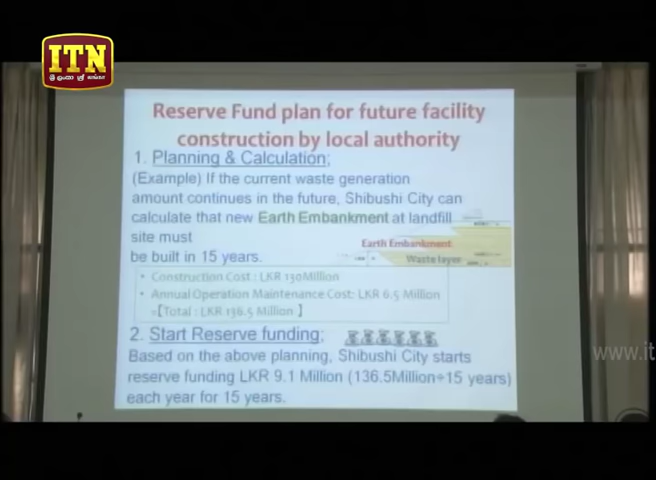 ITN
ශ්‍රී ලංකා
Reserve Fund plan for future facility
construction by local authority
1. Planning & Calculation;
(Example) If the current waste generation
amount continues in the future, Shibushi City can
calculate that new Earth Embankment at landfill
site must
be built in 15 years.
Earth Embankment
Waste layer
• Construction Cost : LKR 130Million
• Annual Operation Maintenance Cost: LKR 6.5 Million
⇒[Total : LKR 136.5 Million ]
2. Start Reserve funding;
Based on the above planning, Shibushi City starts
reserve funding LKR 9.1 Million (136.5Million÷15 years)
each year for 15 years.
www.it